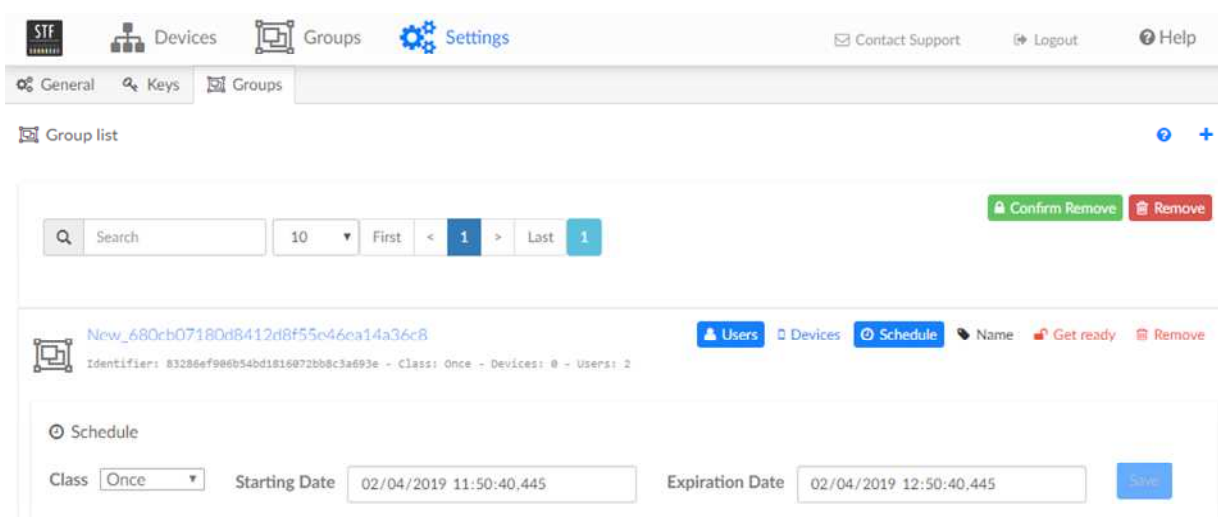 STF Devices Groups Settings Contact Support Logout Help
General Keys Groups
Group list
Confirm Remove Remove
Search 10 First < 1 > Last 1
New_680cb07180d8412d8f55e46ea14a36c8 Users Devices Schedule Name Get ready Remove
Identifier: 83286ef906b54bd1816072bb8c3a693e - Class: Once - Devices: 0 - Users: 2
Schedule
Class Once Starting Date 02/04/2019 11:50:40,445 Expiration Date 02/04/2019 12:50:40,445 Save